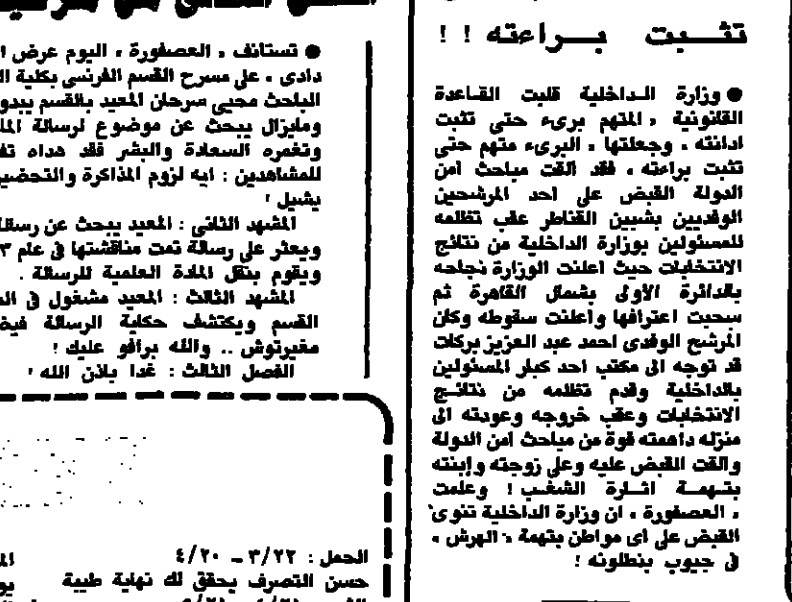 تثبت بـراءته ! !
● وزارة الداخلية قلبت القاعدة
القانونية « المتهم برىء حتى تثبت
ادانته » وجعلتها « البرىء متهم حتى
تثبت براءته » فقد ألقت مباحث أمن
الدولة القبض على احد المرشحين
الوفديين بشبين القناطر عقب تظلمه
للمسئولين بوزارة الداخلية من نتائج
الانتخابات حيث اعلنت الوزارة نجاحه
بالدائرة الأولى بشمال القاهرة ثم
سحبت اعترافها واعلنت سقوطه وكان
المرشح الوفدى احمد عبد العزيز بركات
قد توجه الى مكتب احد كبار المسئولين
بالداخلية وقدم تظلمه من نتائج
الانتخابات وعقب خروجه وعودته الى
منزله داهمته قوة من مباحث أمن الدولة
والقت القبض عليه وعلى زوجته وإبنته
بتهمة اثارة الشغب ! وعلمت
« العصفورة » ان وزارة الداخلية تنوى
القبض على اى مواطن بتهمة « الهرش »
فى جيوب بنطلونه !
● تستانف « العصفورة » اليوم عرض
دادى » على مسرح القسم الفرنسى بكلية
الباحث محيى سرحان المعيد بالقسم يبدو
ومايزال يبحث عن موضوع لرسالة
وتغمره السعادة والبشر فقد هداه
للمشاهدين : ايه لزوم المذاكرة والتحضير
يشيل !
المشهد الثانى : المعيد يبحث عن رسالة
ويعثر على رسالة تمت مناقشتها فى عام
ويقوم بنقل المادة العلمية للرسالة .
المشهد الثالث : المعيد مشغول فى
القسم ويكتشف حكاية الرسالة
مغيرتوش .. والله برافو عليك !
الفصل الثالث : غدا باذن الله !
الحمل : ٣/٢٢ ـ ٤/٢٠
حسن التصرف يحقق لك نهاية طيبة